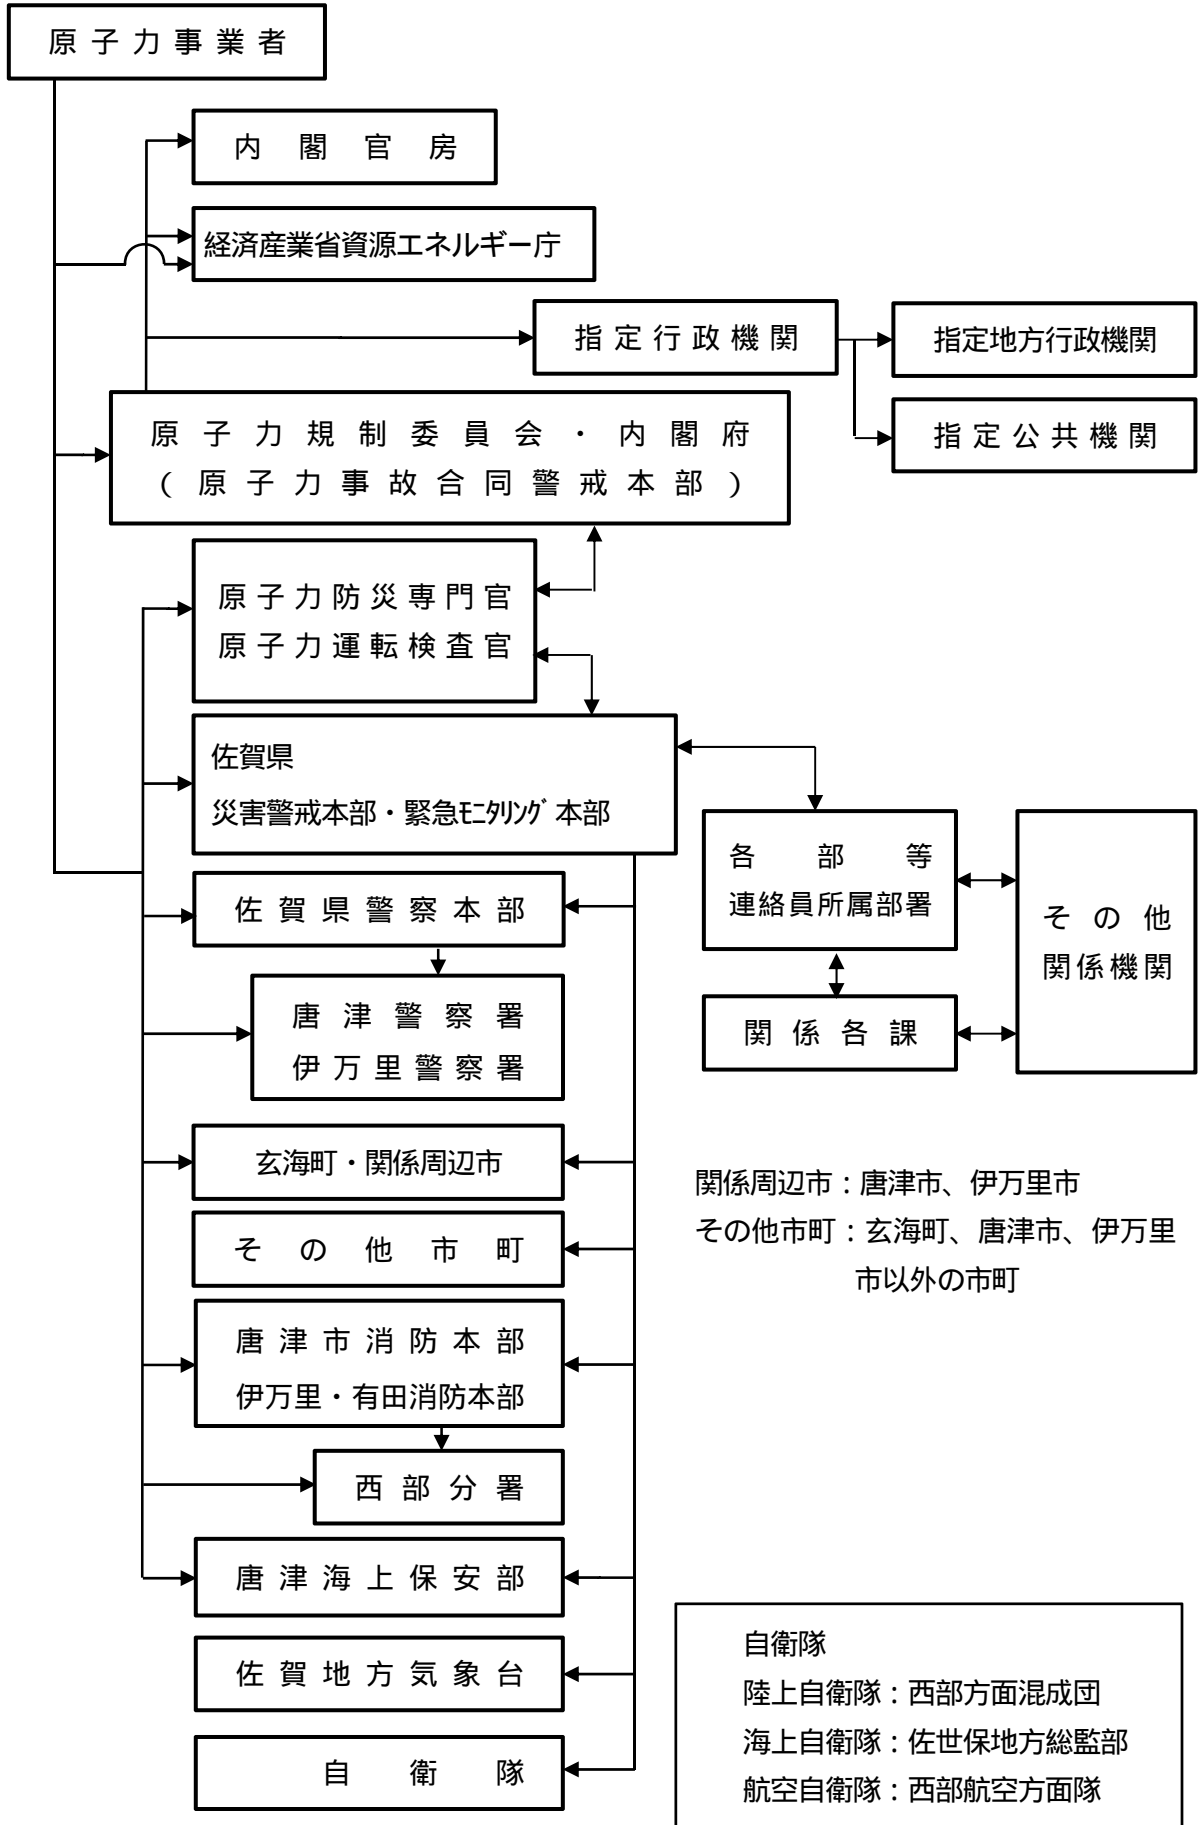 原子力事業者
内閣官房
経済産業省資源エネルギー庁
指定行政機関
指定地方行政機関
指定公共機関
原子力規制委員会・内閣府
(原子力事故合同警戒本部)
原子力防災専門官
原子力運転検査官
佐賀県
災害警戒本部・緊急ﾓﾆﾀﾘﾝｸﾞ本部
各部等
連絡員所属部署
その他
関係機関
関係各課
佐賀県警察本部
唐津警察署
伊万里警察署
玄海町・関係周辺市
その他市町
関係周辺市：唐津市、伊万里市
その他市町：玄海町、唐津市、伊万里
市以外の市町
唐津市消防本部
伊万里・有田消防本部
西部分署
唐津海上保安部
佐賀地方気象台
自衛隊
自衛隊
陸上自衛隊：西部方面混成団
海上自衛隊：佐世保地方総監部
航空自衛隊：西部航空方面隊